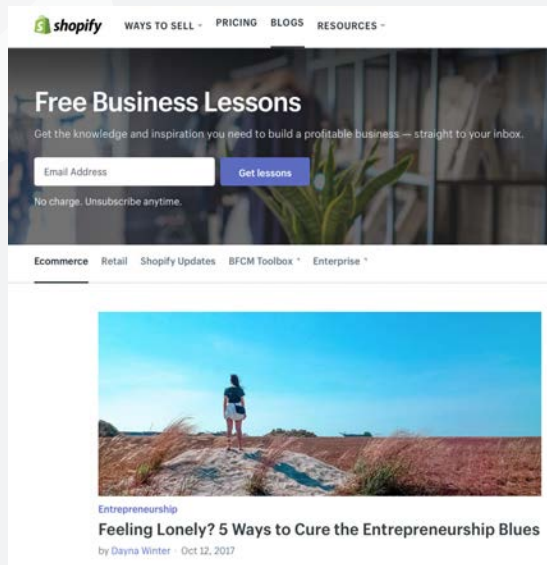 shopify WAYS TO SELL PRICING BLOGS RESOURCES
Free Business Lessons
Get the knowledge and inspiration you need to build a profitable business — straight to your inbox.
Email Address Get lessons
No charge. Unsubscribe anytime.
Ecommerce Retail Shopify Updates BFCM Toolbox Enterprise
Entrepreneurship
Feeling Lonely? 5 Ways to Cure the Entrepreneurship Blues
by Dayna Winter · Oct 12, 2017